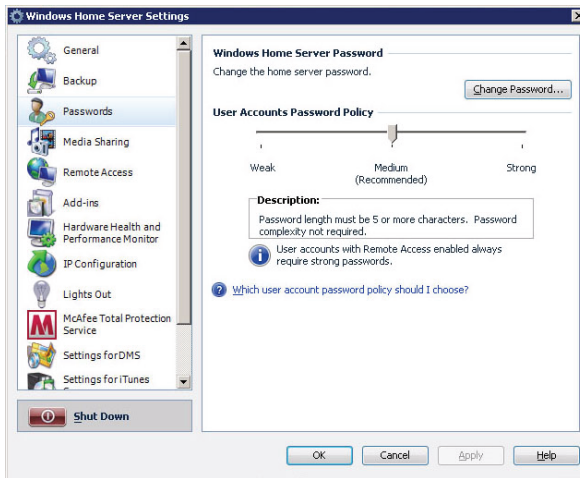 Windows Home Server Settings
General
Backup
Passwords
Media Sharing
Remote Access
Add-ins
Hardware Health and
Performance Monitor
IP Configuration
Lights Out
McAfee Total Protection
Service
Settings for DMS
Settings for iTunes
Shut Down
Windows Home Server Password
Change the home server password.
Change Password...
User Accounts Password Policy
Weak
Medium
(Recommended)
Strong
Description:
Password length must be 5 or more characters. Password
complexity not required.
User accounts with Remote Access enabled always
require strong passwords.
Which user account password policy should I choose?
OK
Cancel
Apply
Help